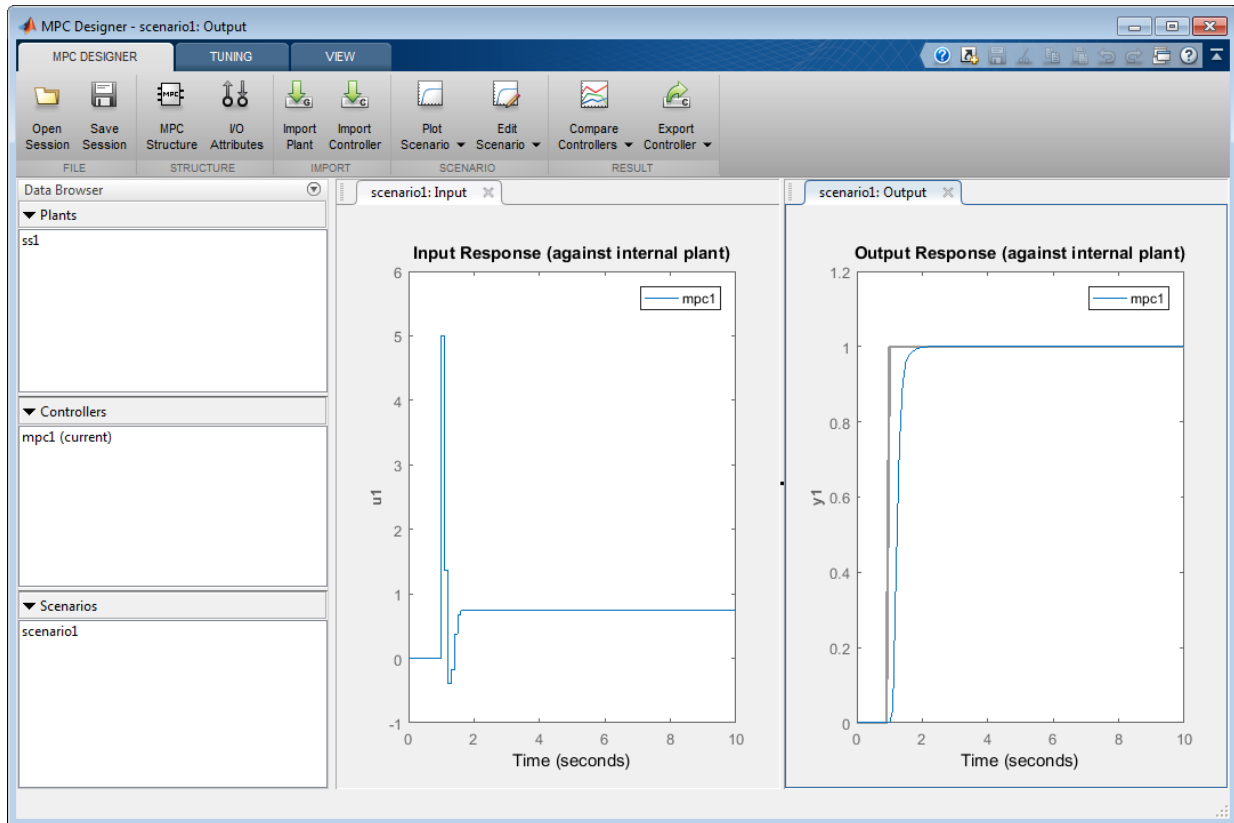 MPC Designer - scenario1: Output
MPC DESIGNER TUNING VIEW
Open Session
Save Session
MPC Structure
I/O Attributes
Import Plant
Import Controller
Plot Scenario
Edit Scenario
Compare Controllers
Export Controller
FILE STRUCTURE IMPORT SCENARIO RESULT
Data Browser
Plants
ss1
Controllers
mpc1 (current)
Scenarios
scenario1
scenario1: Input
Input Response (against internal plant)
mpc1
6
5
4
3
2
1
0
-1
u1
0 2 4 6 8 10
Time (seconds)
scenario1: Output
Output Response (against internal plant)
mpc1
1.2
1
0.8
0.6
0.4
0.2
0
y1
0 2 4 6 8 10
Time (seconds)